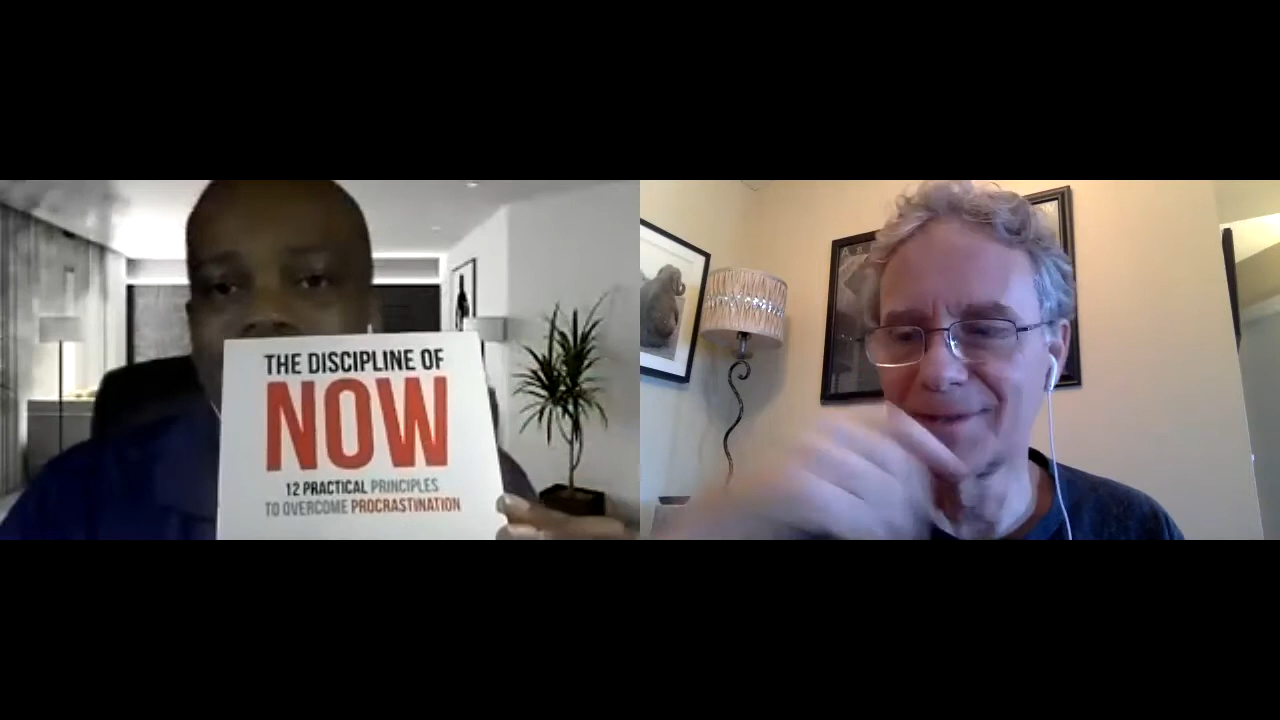 THE DISCIPLINE OF
NOW
12 PRACTICAL PRINCIPLES
TO OVERCOME PROCRASTINATION